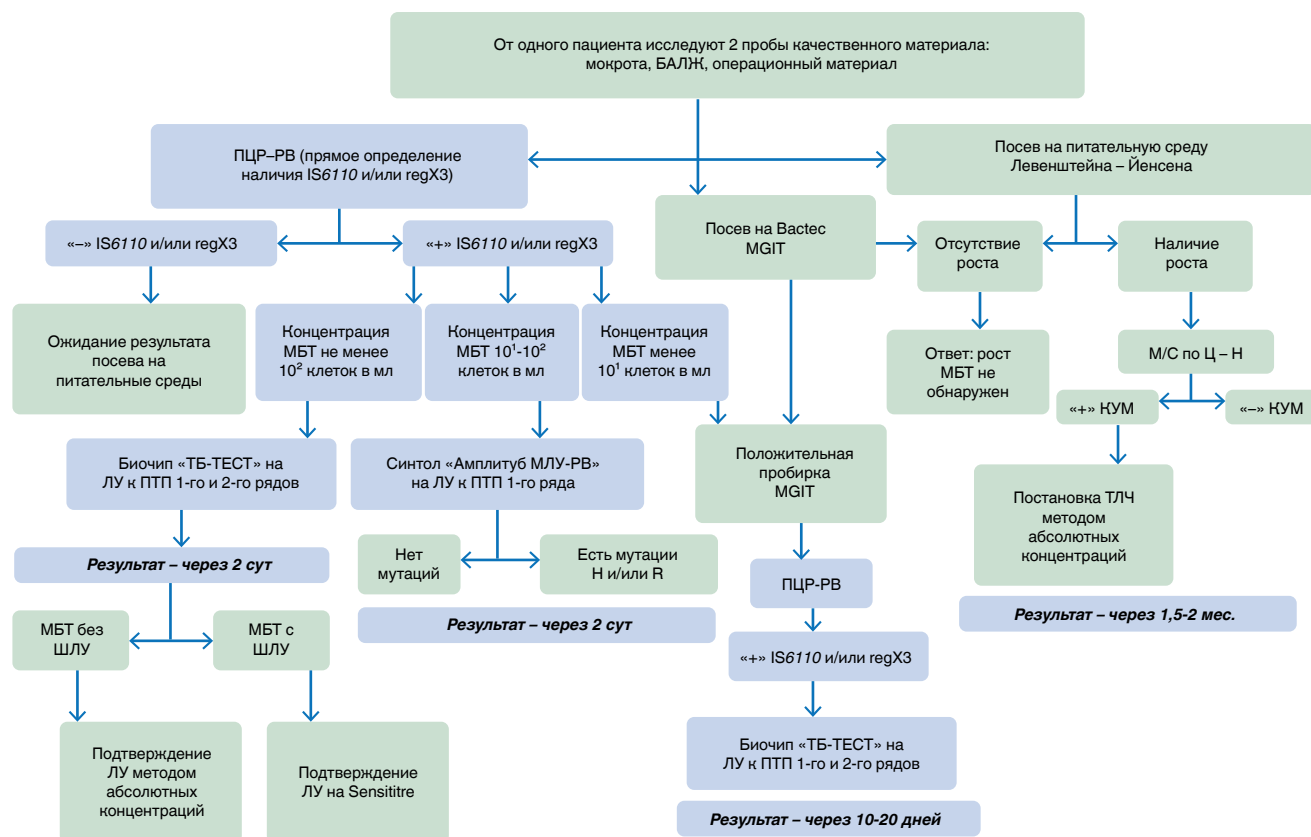 От одного пациента исследуют 2 пробы качественного материала:
мокрота, БАЛЖ, операционный материал
ПЦР–РВ (прямое определение
наличия IS6110 и/или regX3)
Посев на питательную среду
Левенштейна – Йенсена
«–» IS6110 и/или regX3
«+» IS6110 и/или regX3
Посев на Bactec
MGIT
Отсутствие
роста
Наличие
роста
Ожидание результата
посева на
питательные среды
Концентрация
МБТ не менее
10² клеток в мл
Концентрация
МБТ 10¹-10²
клеток в мл
Концентрация
МБТ менее
10¹ клеток в мл
Ответ: рост
МБТ не
обнаружен
М/С по Ц – Н
«+» КУМ
«–» КУМ
Биочип «ТБ-ТЕСТ» на
ЛУ к ПТП 1-го и 2-го рядов
Синтол «Амплитуб МЛУ-РВ»
на ЛУ к ПТП 1-го ряда
Положительная
пробирка
MGIT
Постановка ТЛЧ
методом
абсолютных
концентраций
Результат – через 2 сут
Нет
мутаций
Есть мутации
H и/или R
ПЦР-РВ
Результат – через 2 сут
Результат – через 1,5-2 мес.
МБТ без
ШЛУ
МБТ с
ШЛУ
«+» IS6110 и/или regX3
Подтверждение
ЛУ методом
абсолютных
концентраций
Подтверждение
ЛУ на Sensititre
Биочип «ТБ-ТЕСТ» на
ЛУ к ПТП 1-го и 2-го рядов
Результат – через 10-20 дней